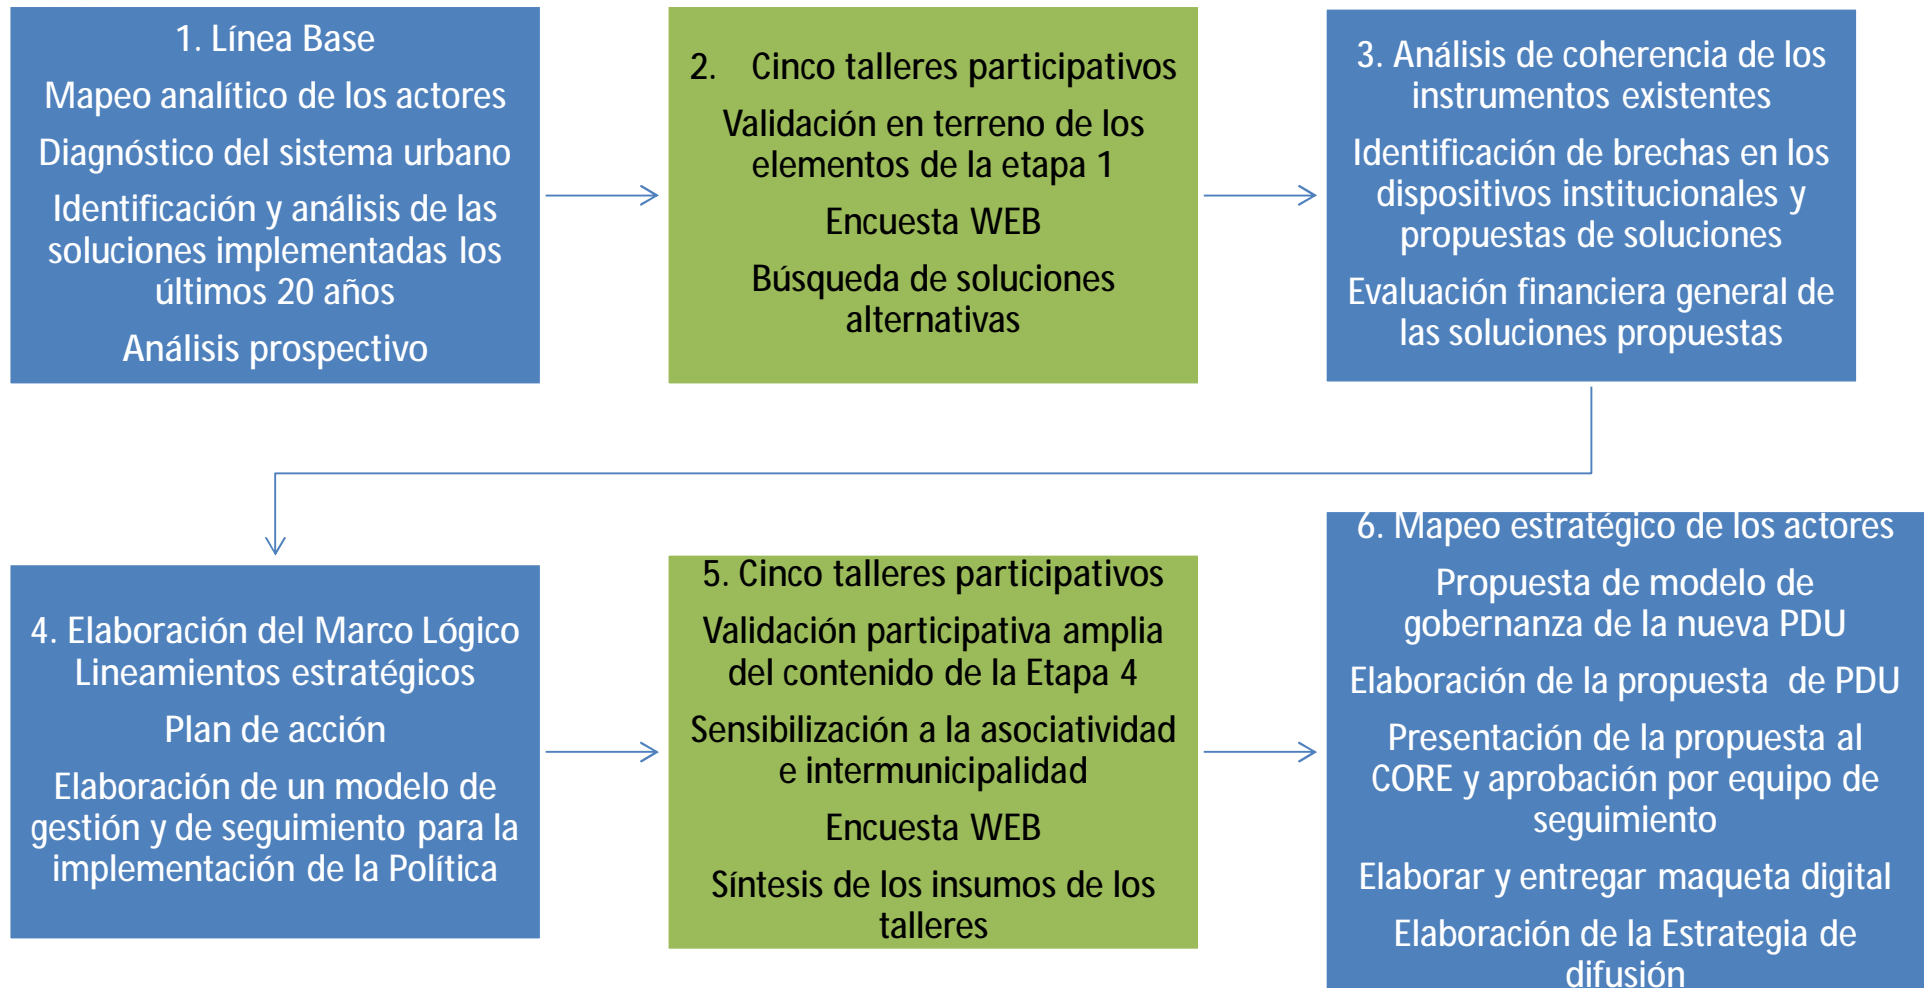 1. Línea Base
Mapeo analítico de los actores
Diagnóstico del sistema urbano
Identificación y análisis de las
soluciones implementadas los
últimos 20 años
Análisis prospectivo
2. Cinco talleres participativos
Validación en terreno de los
elementos de la etapa 1
Encuesta WEB
Búsqueda de soluciones
alternativas
3. Análisis de coherencia de los
instrumentos existentes
Identificación de brechas en los
dispositivos institucionales y
propuestas de soluciones
Evaluación financiera general de
las soluciones propuestas
4. Elaboración del Marco Lógico
Lineamientos estratégicos
Plan de acción
Elaboración de un modelo de
gestión y de seguimiento para la
implementación de la Política
5. Cinco talleres participativos
Validación participativa amplia
del contenido de la Etapa 4
Sensibilización a la asociatividad
e intermunicipalidad
Encuesta WEB
Síntesis de los insumos de los
talleres
6. Mapeo estratégico de los actores
Propuesta de modelo de
gobernanza de la nueva PDU
Elaboración de la propuesta de PDU
Presentación de la propuesta al
CORE y aprobación por equipo de
seguimiento
Elaborar y entregar maqueta digital
Elaboración de la Estrategia de
difusión